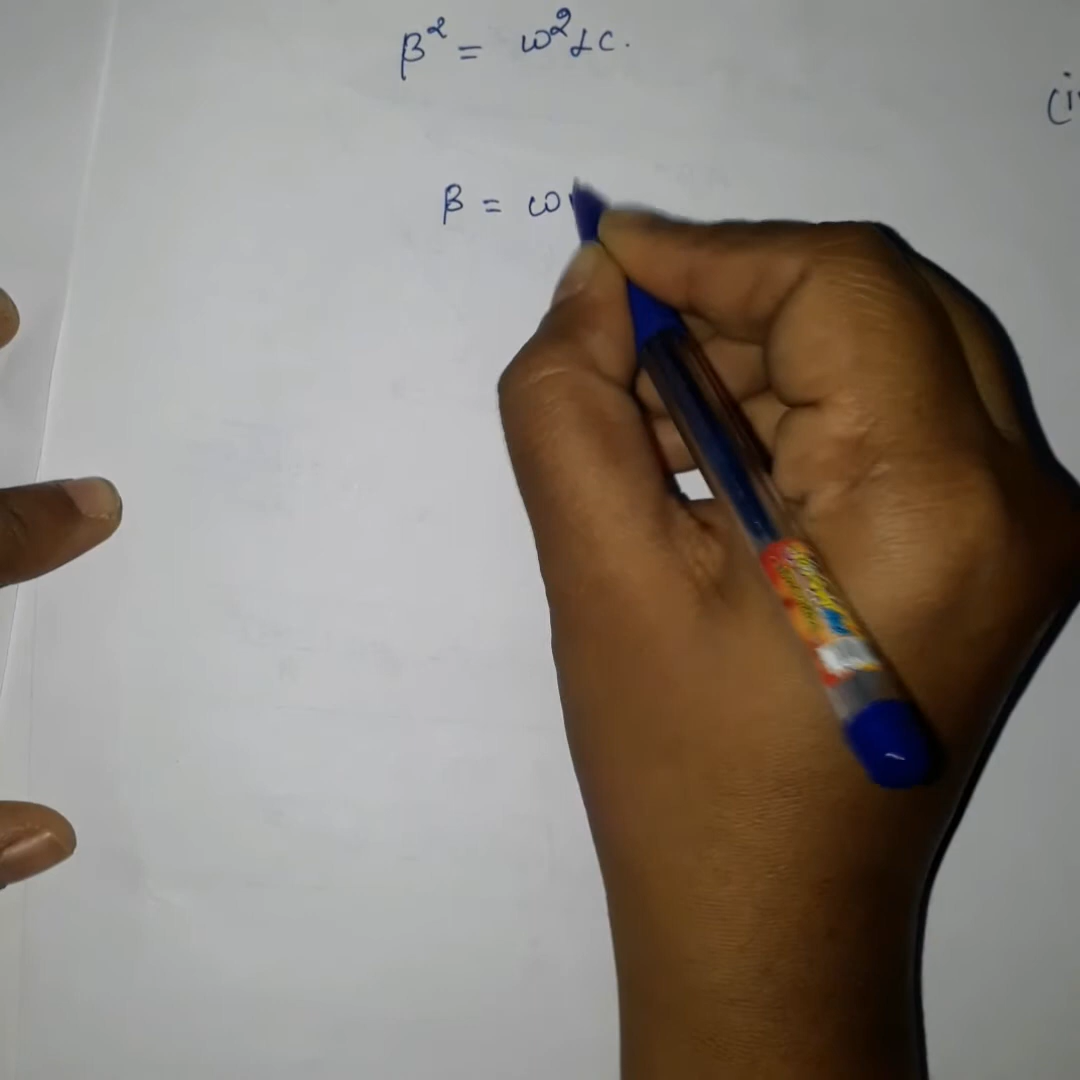 β² = ω²LC.
(i
β = ω